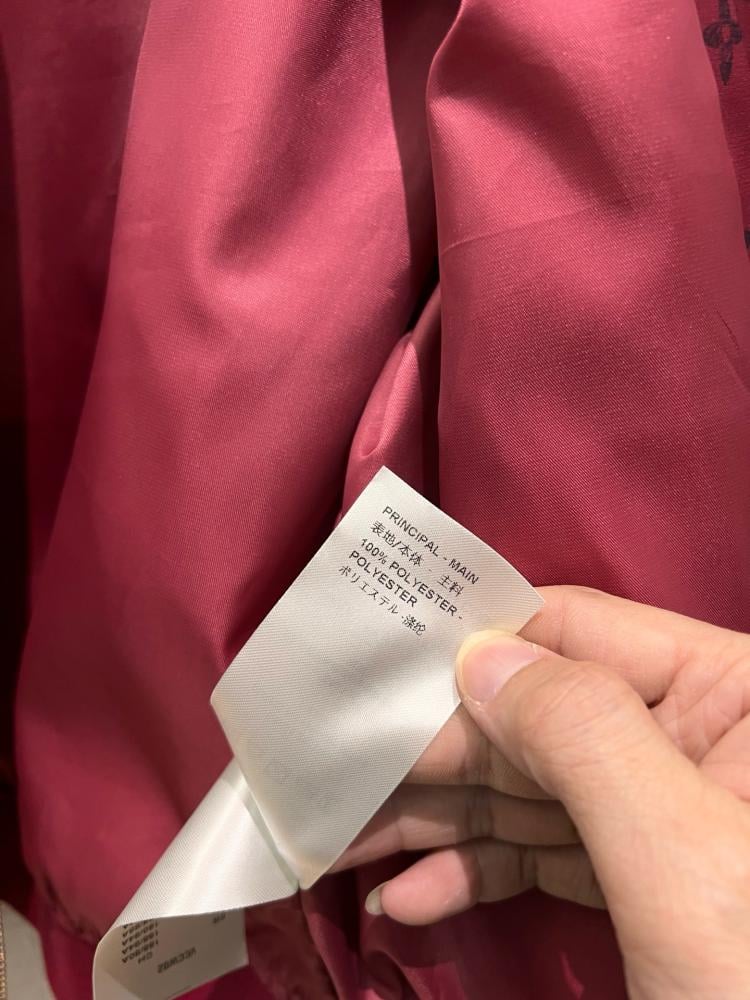 PRINCIPAL - MAIN
表地/本体 - 主料
100% POLYESTER -
POLYESTER
ポリエステル -涤纶
CH